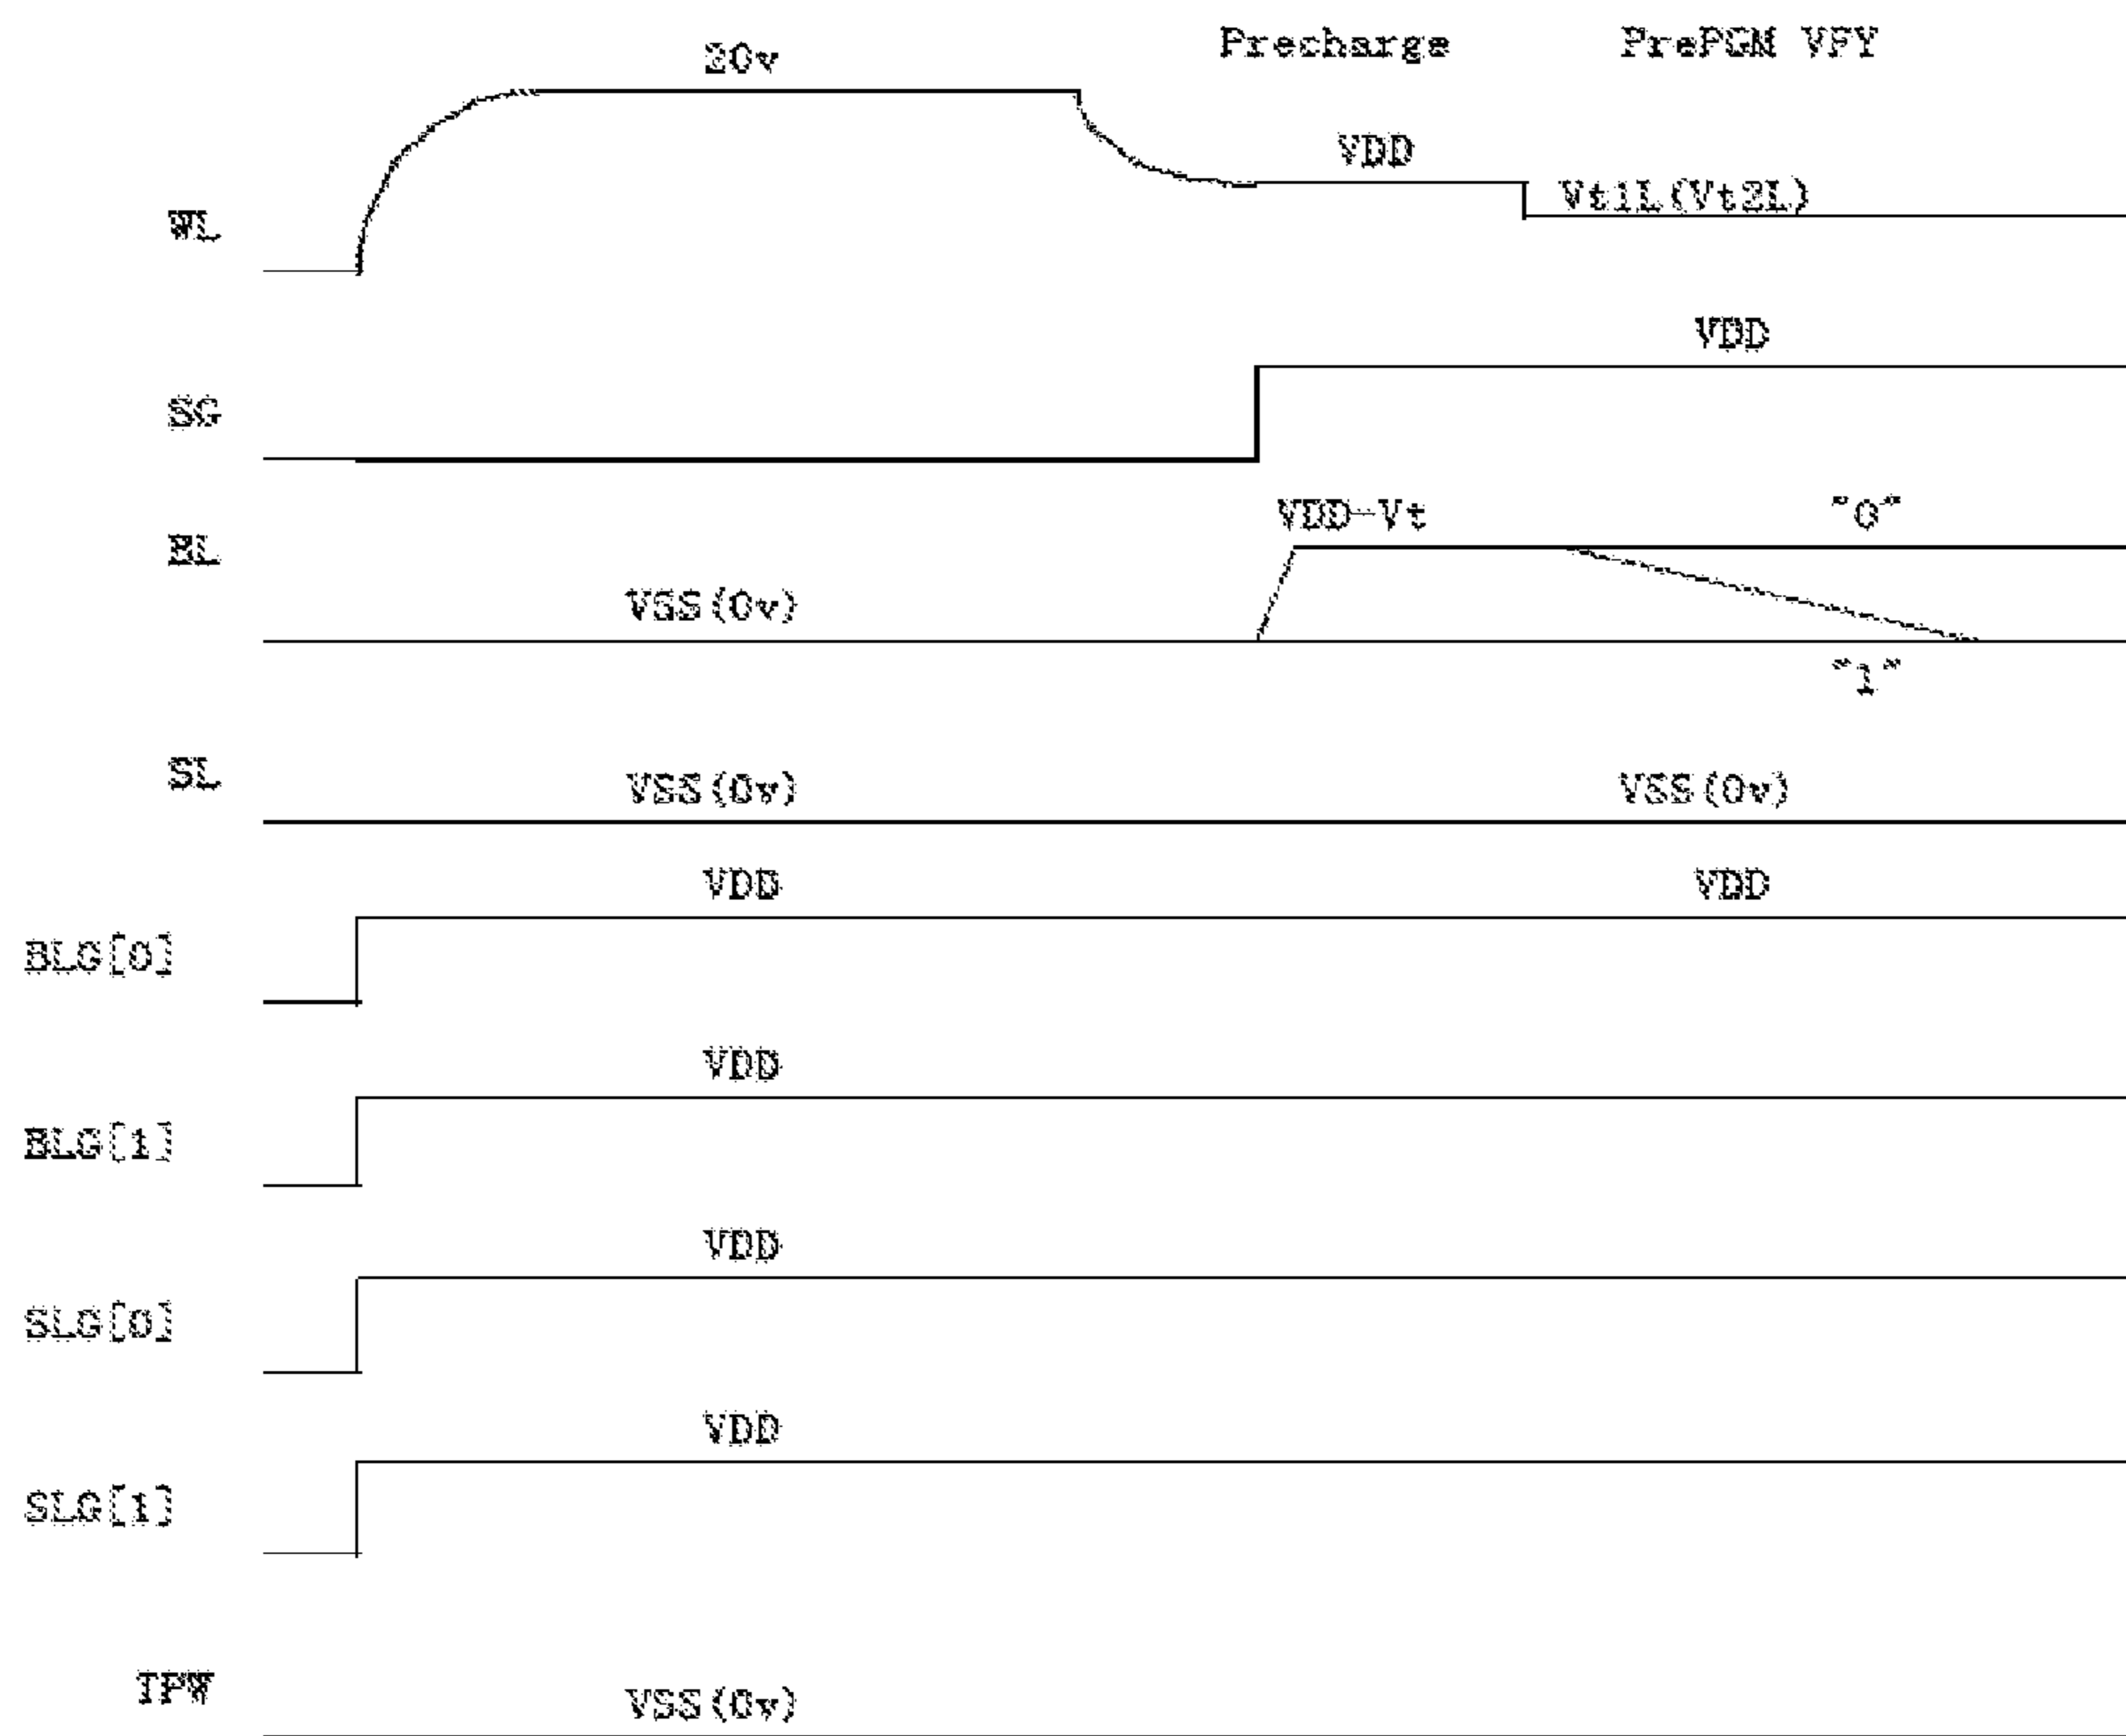 20v
Precharge
PrePGM VFY
VDD
Vt1L(Vt2L)
WL
VDD
SG
VDD-Vt
"0"
BL
VSS(0v)
"1"
SL
VSS(0v)
VSS(0v)
VDD
VDD
BLG[0]
VDD
BLG[1]
VDD
SLG[0]
VDD
SLG[1]
TPW
VSS(0v)